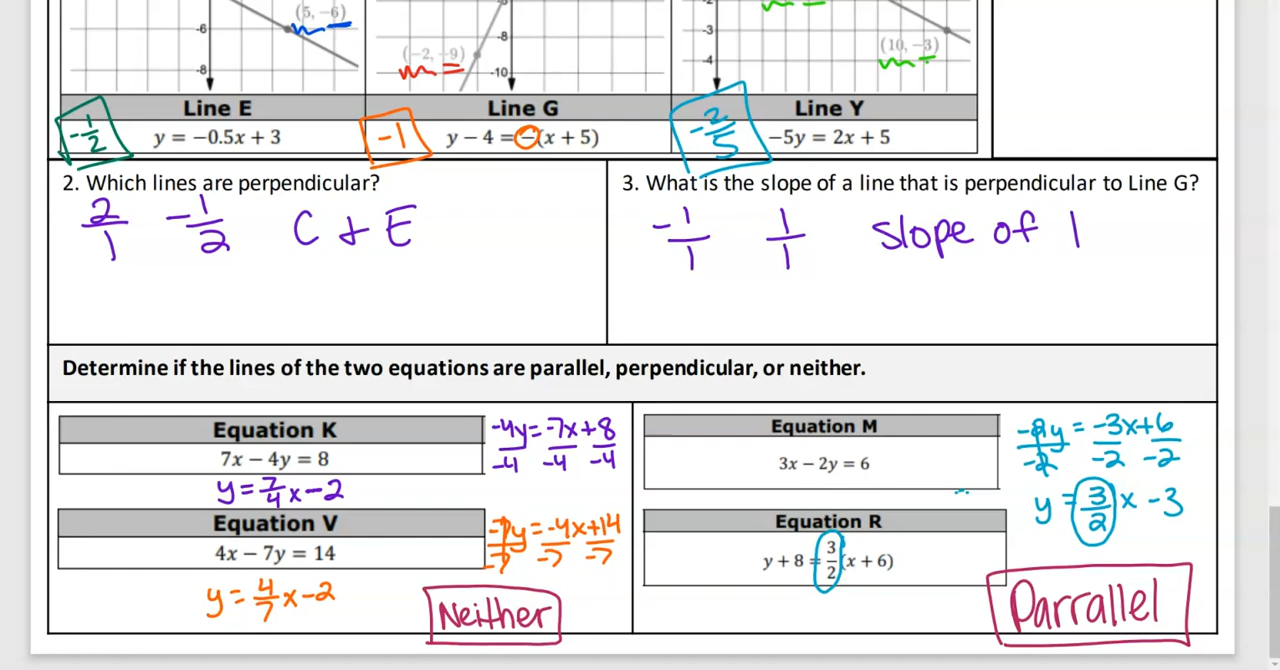 (5, -6)
-6
-8
(-2, -9)
m =
-8
-10
-2
-3
-4
(10, -3)
m =
Line E
Line G
Line Y
-1/2
y = −0.5x + 3
-1
y − 4 = −(x + 5)
-2/5
−5y = 2x + 5
2. Which lines are perpendicular?
2/1 -1/2 C + E
3. What is the slope of a line that is perpendicular to Line G?
-1/1 1/1 slope of 1
Determine if the lines of the two equations are parallel, perpendicular, or neither.
Equation K
7x − 4y = 8
y = 7/4 x - 2
-4y = -7x + 8
-4 -4 -4
Equation V
4x − 7y = 14
y = 4/7 x - 2
-7y = -4x + 14
-7 -7 -7
Neither
Equation M
3x − 2y = 6
-2y = -3x + 6
-2 -2 -2
y = 3/2 x - 3
Equation R
y + 8 = 3/2 (x + 6)
Parrallel